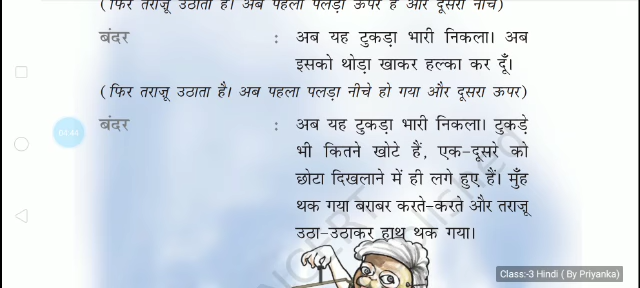 (फिर तराजू उठाता है। अब पहला पलड़ा ऊपर है और दूसरा नीचे)
बंदर : अब यह टुकड़ा भारी निकला। अब
इसको थोड़ा खाकर हल्का कर दूँ।
(फिर तराजू उठाता है। अब पहला पलड़ा नीचे हो गया और दूसरा ऊपर)
बंदर : अब यह टुकड़ा भारी निकला। टुकड़े
भी कितने खोटे हैं, एक-दूसरे को
छोटा दिखलाने में ही लगे हुए हैं। मुँह
थक गया बराबर करते-करते और तराजू
उठा-उठाकर हाथ थक गया।
04:44
Class:-3 Hindi ( By Priyanka)